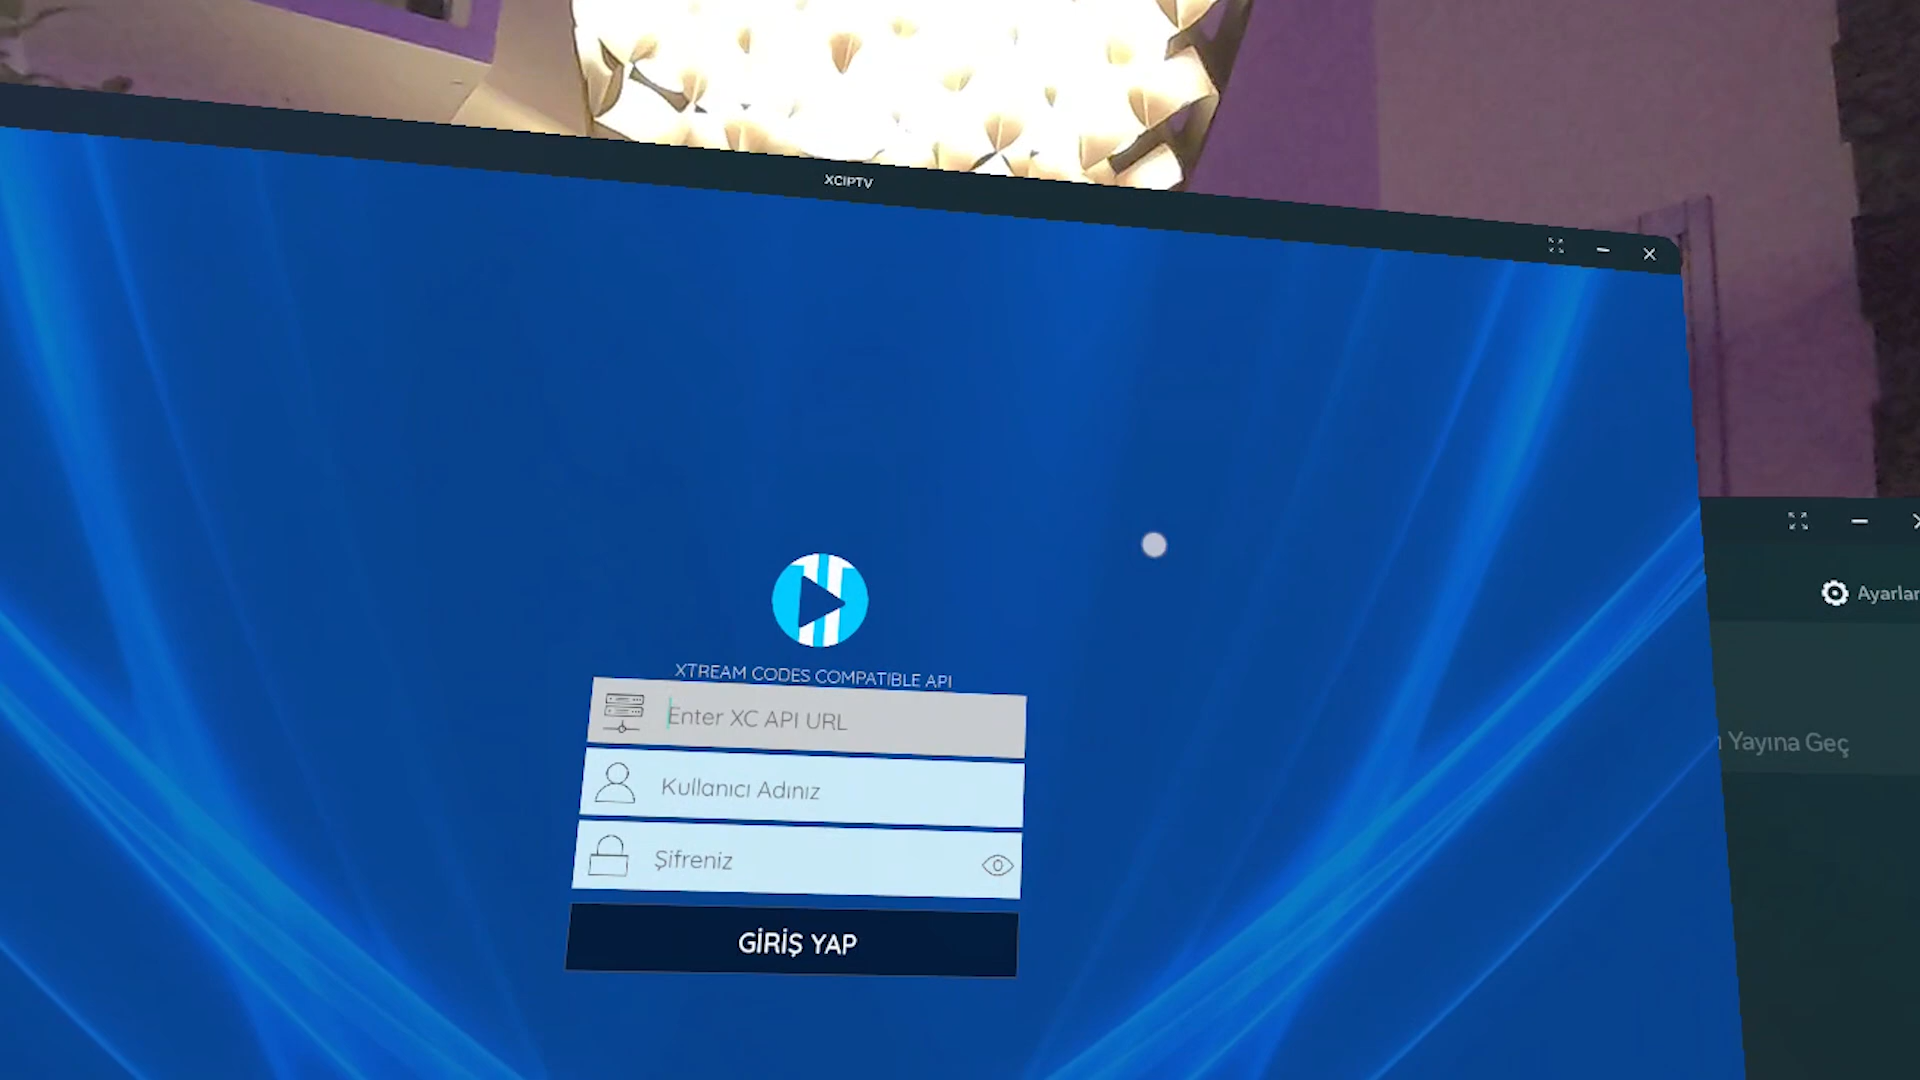 XCIPTV
XTREAM CODES COMPATIBLE API
Enter XC API URL
Kullanıcı Adınız
Şifreniz
GİRİŞ YAP
Ayarlar
Yayına Geç